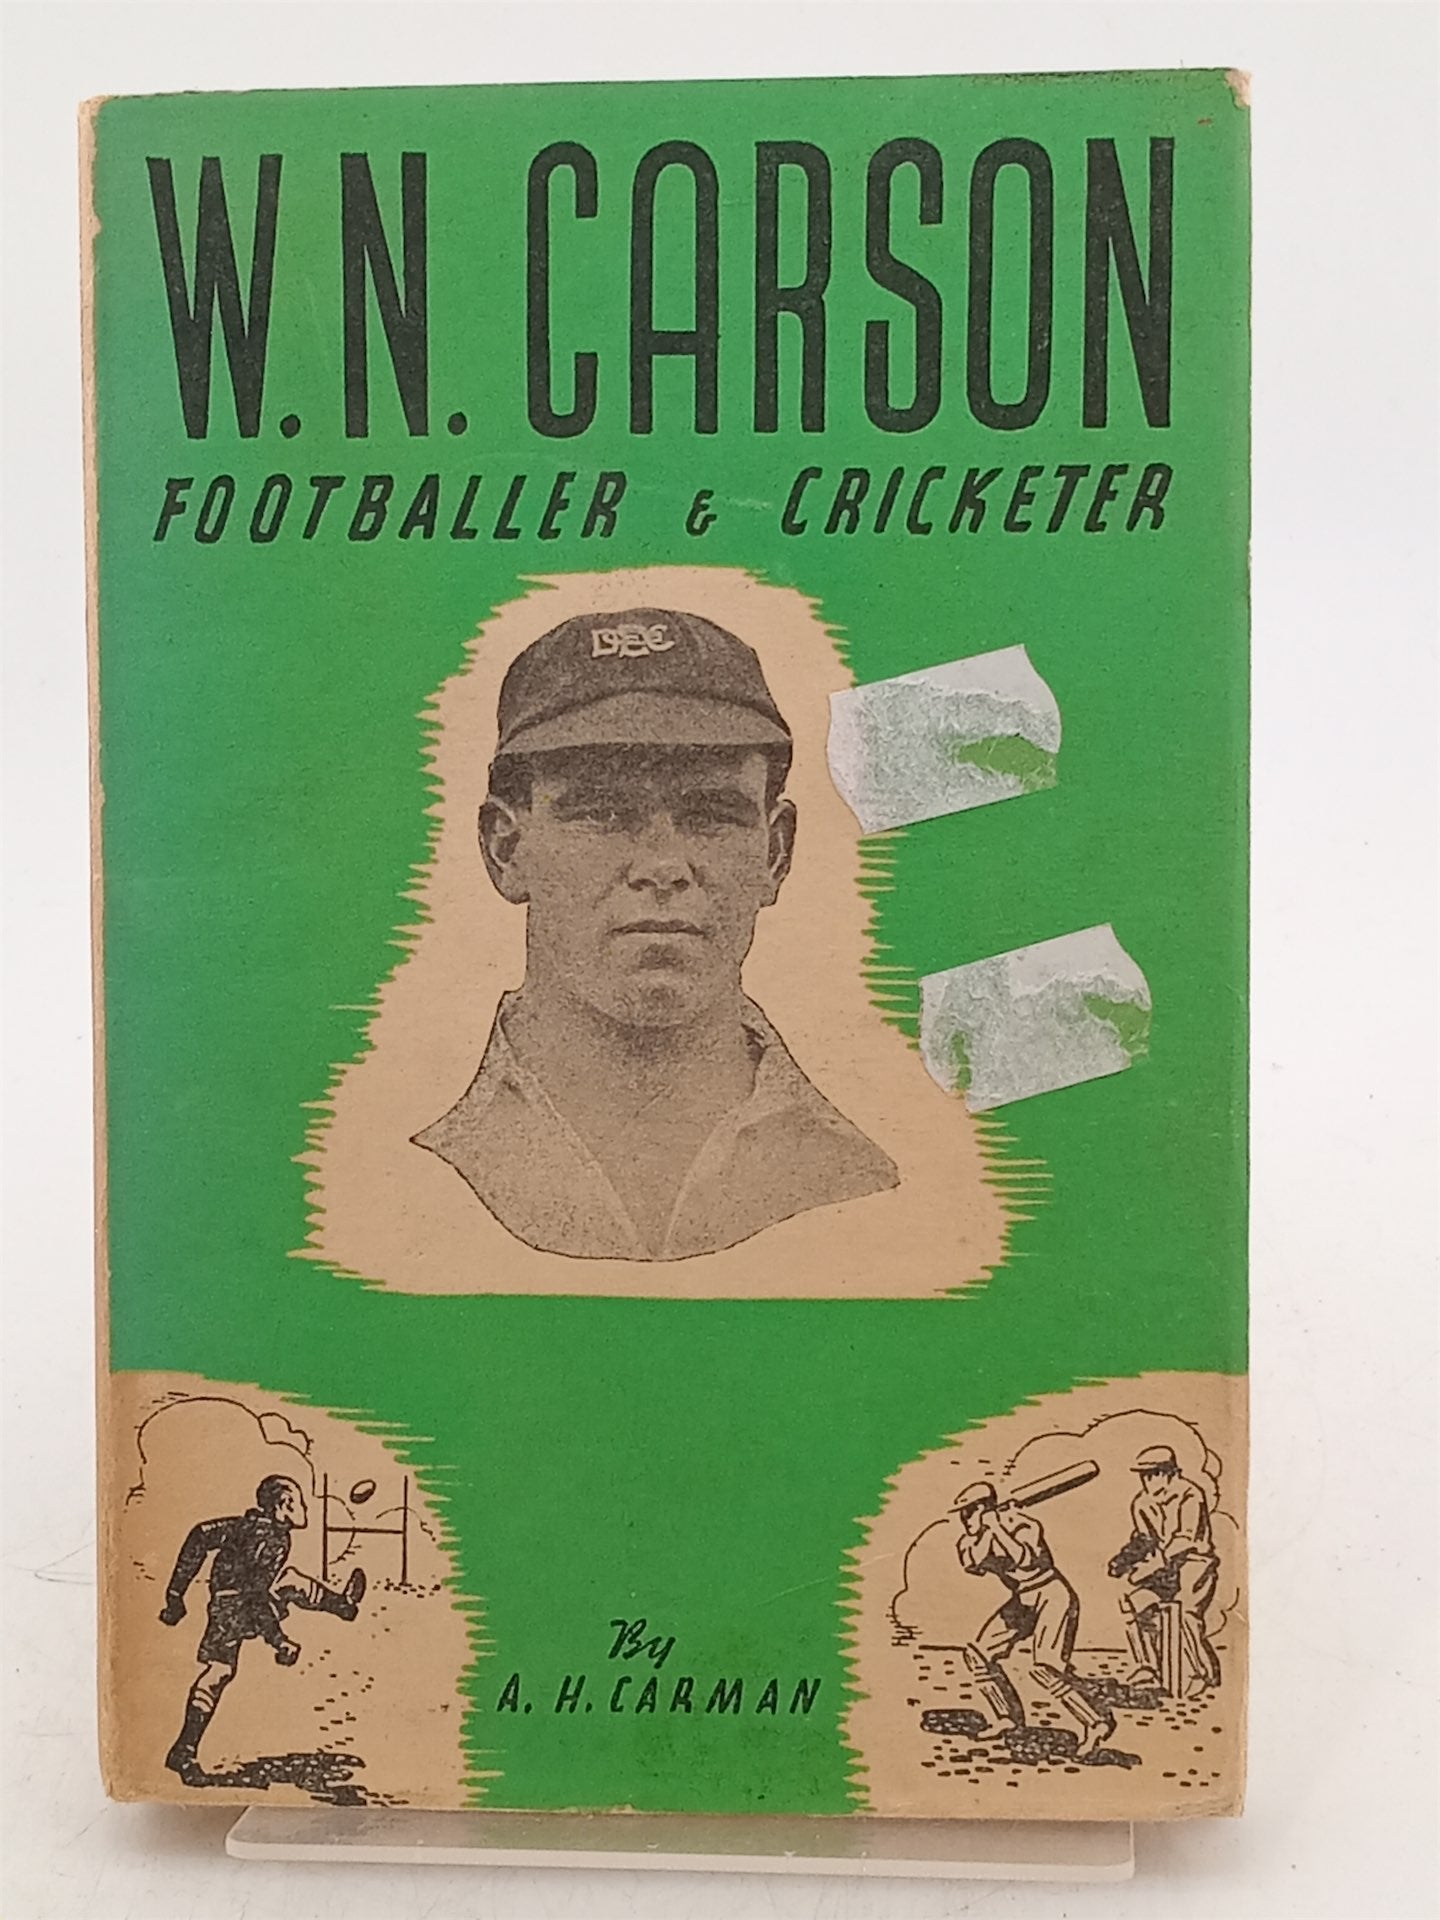 W. N. CARSON
FOOTBALLER & CRICKETER
By
A. H. CARMAN